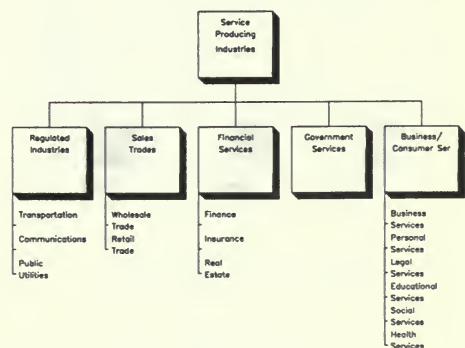 Service
Producing
Industries
Regulated
Industries
Transportation
Communications
Public
Utilities
Sales
Trades
Wholesale
Trade
Retail
Trade
Financial
Services
Finance
Insurance
Real
Estate
Government
Services
Business/
Consumer Ser
Business
Services
Personal
Services
Legal
Services
Educational
Services
Social
Services
Health
Services